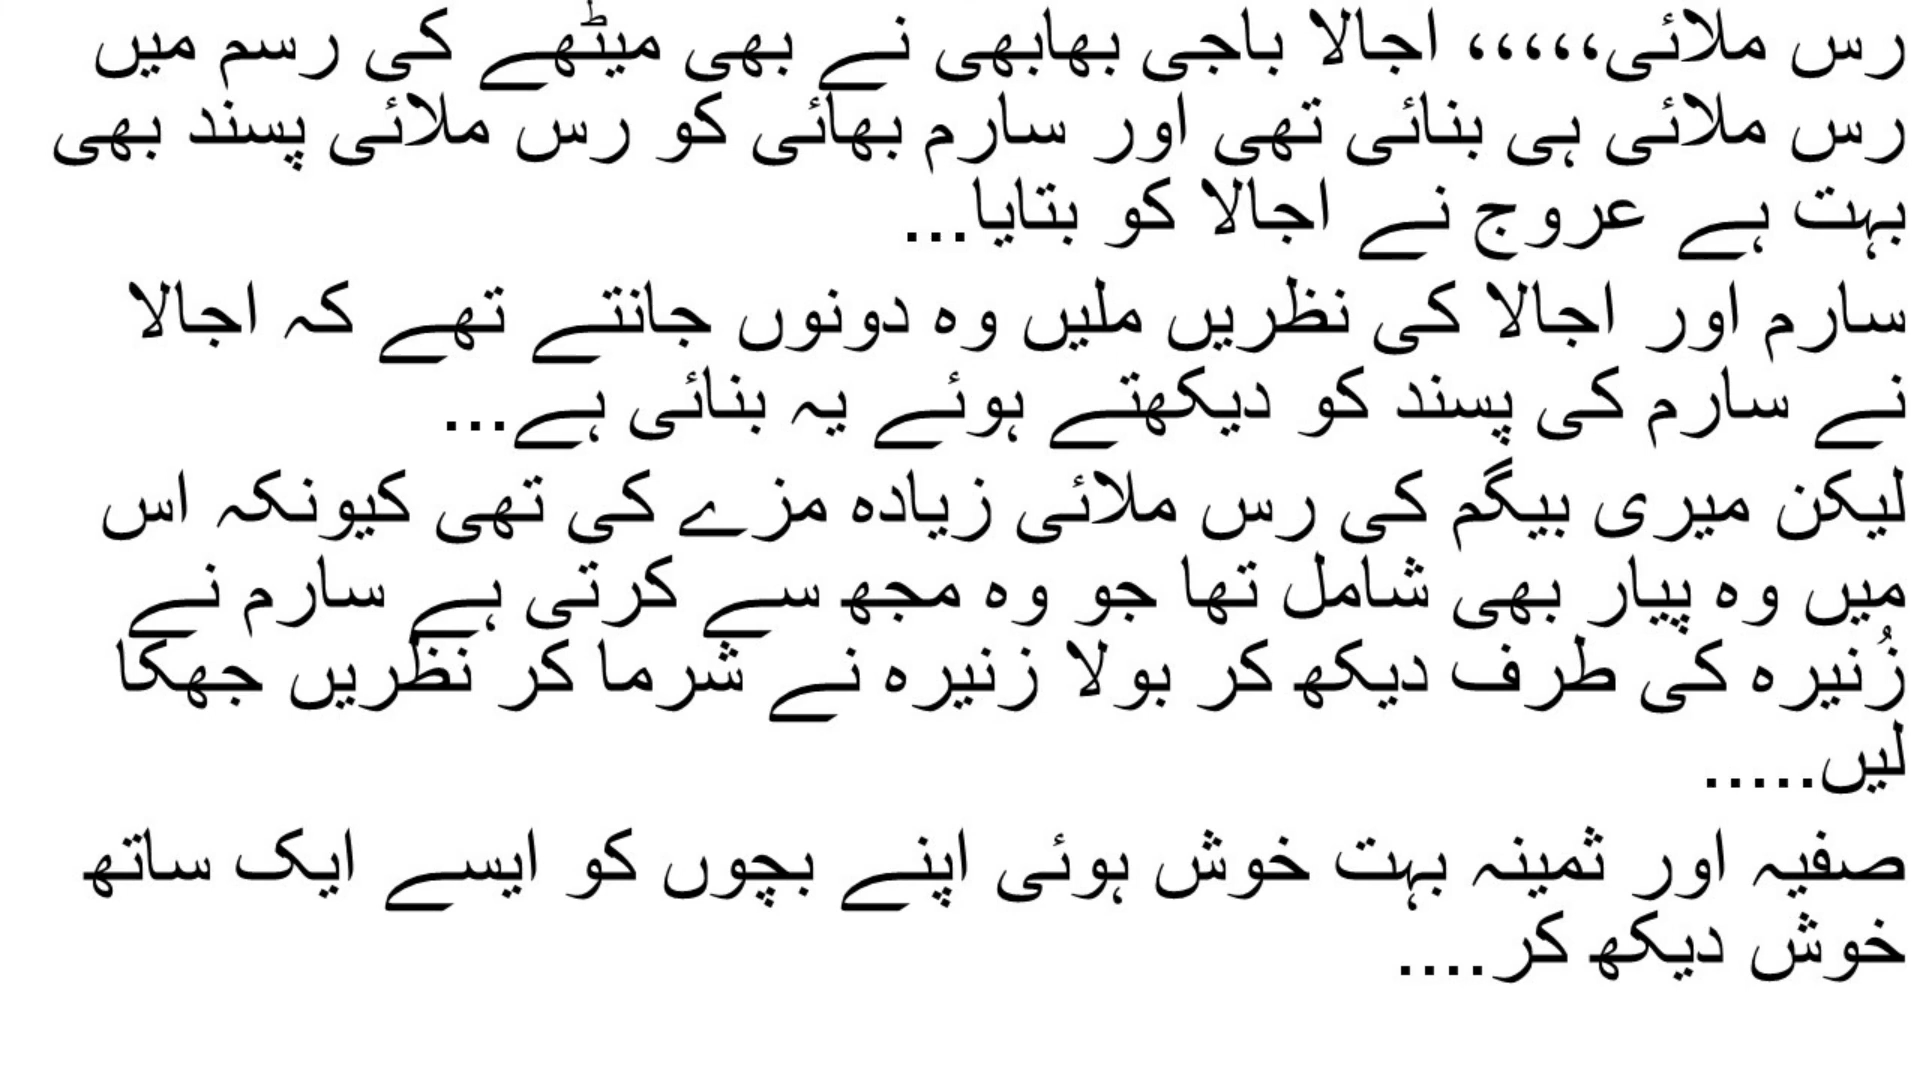 رس ملائی،،،،، اجالا باجی بھابھی نے بھی میٹھے کی رسم میں
رس ملائی ہی بنائی تھی اور سارم بھائی کو رس ملائی پسند بھی
بہت ہے عروج نے اجالا کو بتایا...
سارم اور اجالا کی نظریں ملیں وہ دونوں جانتے تھے کہ اجالا
نے سارم کی پسند کو دیکھتے ہوئے یہ بنائی ہے...
لیکن میری بیگم کی رس ملائی زیادہ مزے کی تھی کیونکہ اس
میں وہ پیار بھی شامل تھا جو وہ مجھ سے کرتی ہے سارم نے
زُنیرہ کی طرف دیکھ کر بولا زنیرہ نے شرما کر نظریں جھکا
لیں.....
صفیہ اور ثمینہ بہت خوش ہوئی اپنے بچوں کو ایسے ایک ساتھ
خوش دیکھ کر....